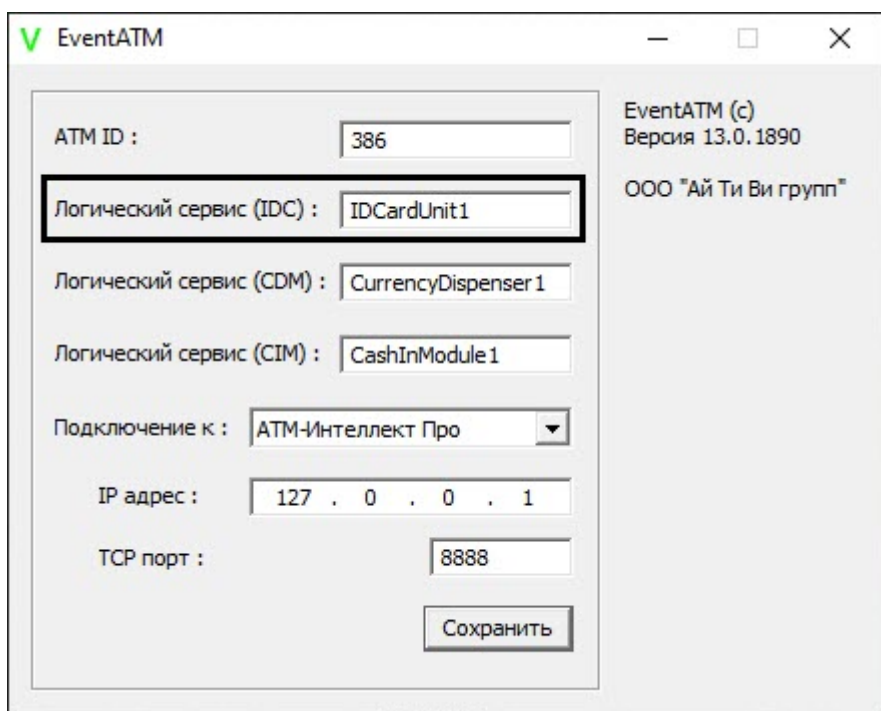 EventATM
ATM ID : 386
Логический сервис (IDC) : IDCardUnit1
Логический сервис (CDM) : CurrencyDispenser1
Логический сервис (CIM) : CashInModule1
Подключение к : ATM-Интеллект Про
IP адрес : 127 . 0 . 0 . 1
TCP порт : 8888
Сохранить
EventATM (c)
Версия 13.0.1890
ООО "Ай Ти Ви групп"